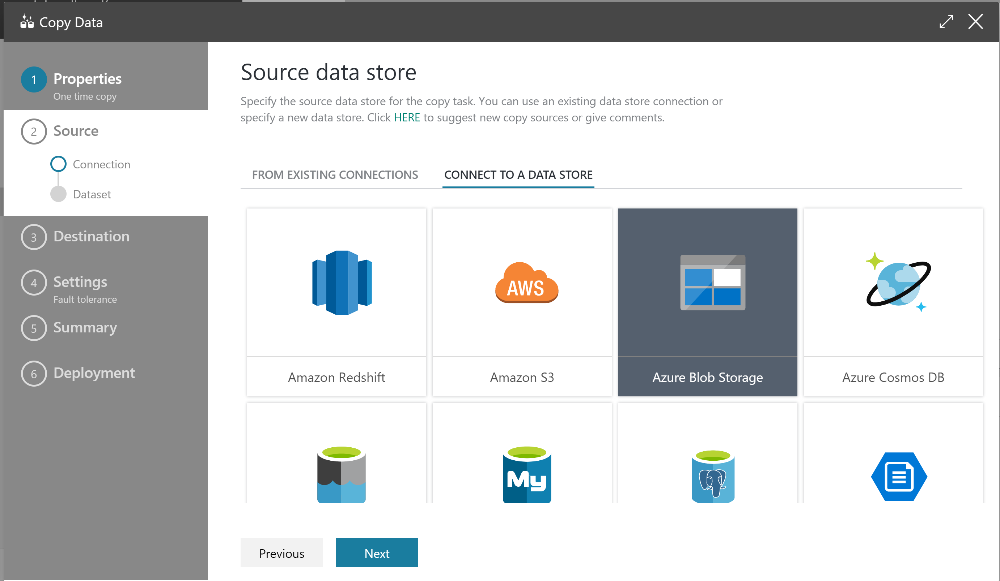 Copy Data
1
Properties
One time copy
2
Source
Connection
Dataset
3
Destination
4
Settings
Fault tolerance
5
Summary
6
Deployment
Source data store
Specify the source data store for the copy task. You can use an existing data store connection or
specify a new data store. Click HERE to suggest new copy sources or give comments.
FROM EXISTING CONNECTIONS
CONNECT TO A DATA STORE
AWS
Amazon Redshift
Amazon S3
Azure Blob Storage
Azure Cosmos DB
My
Previous
Next